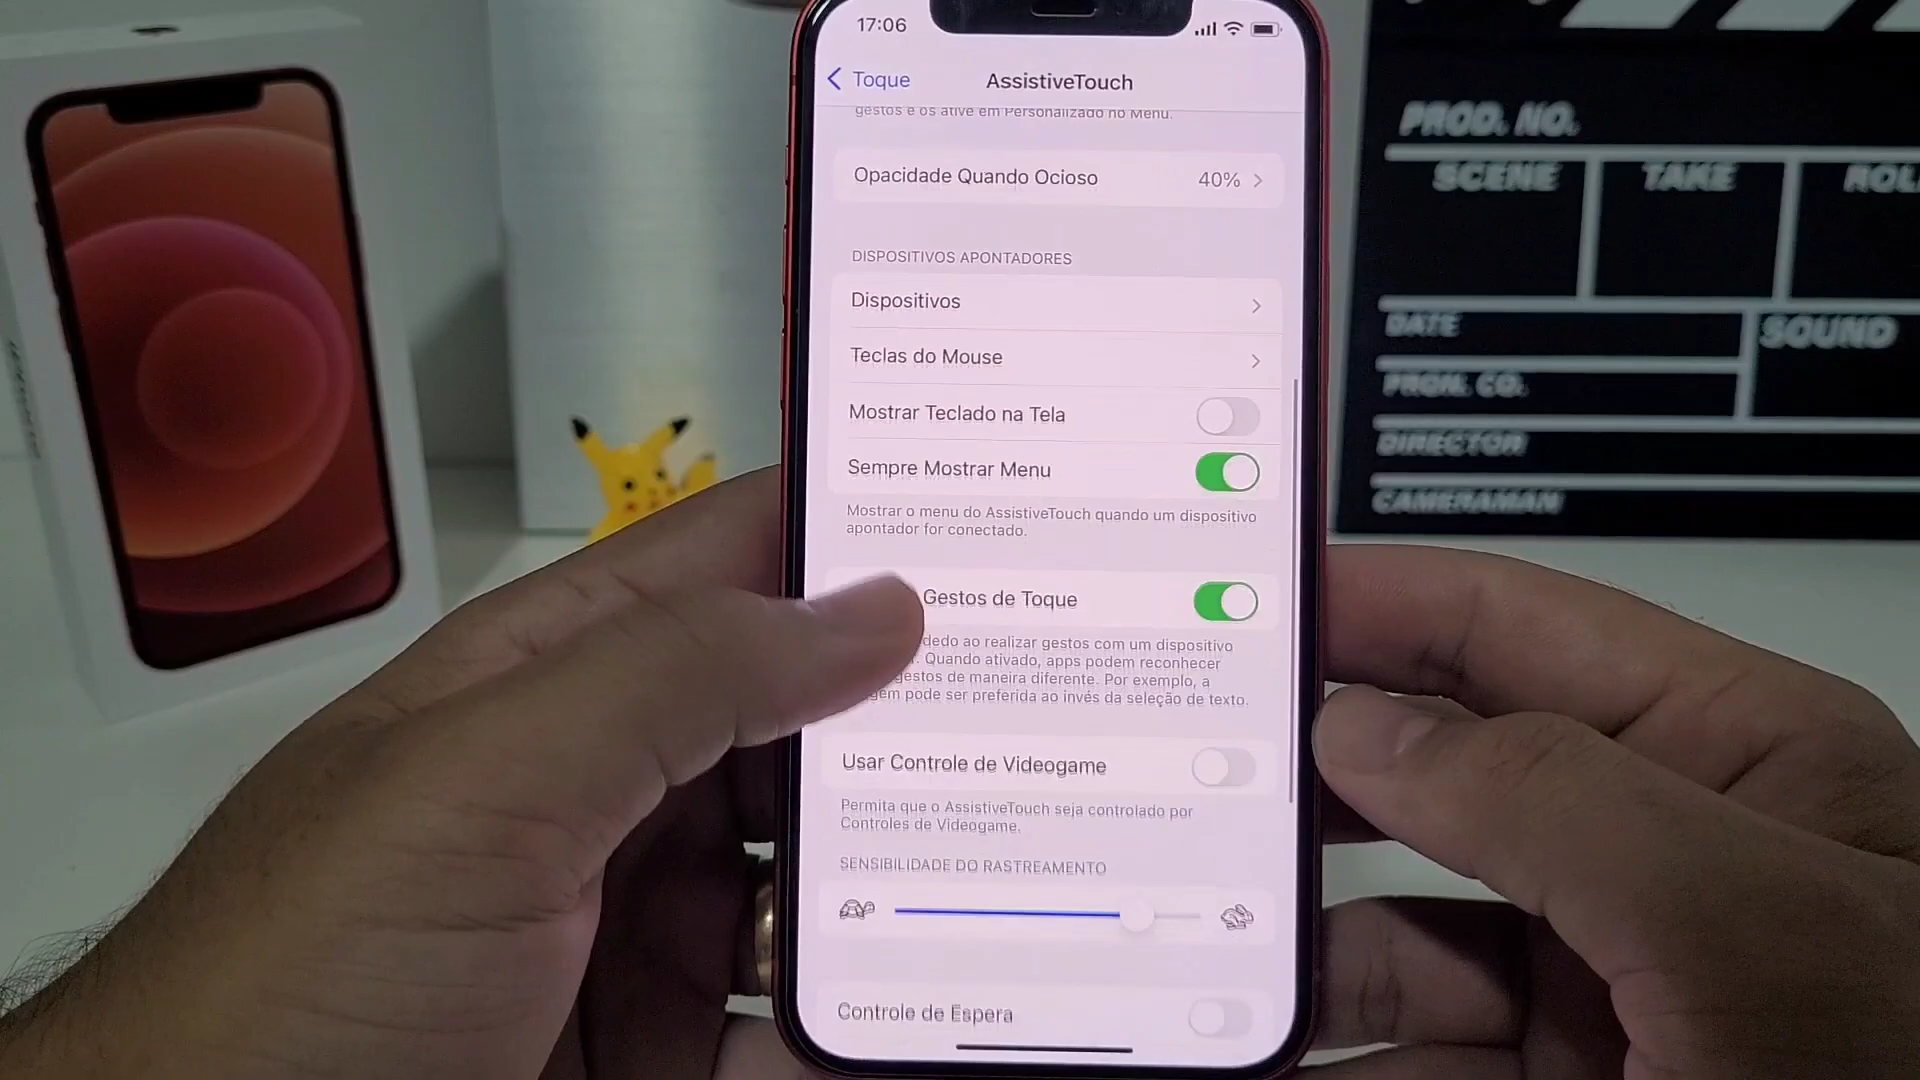 17:06
Toque
AssistiveTouch
gestos e os ative em Personalizado no Menu.
Opacidade Quando Ocioso
40%
DISPOSITIVOS APONTADORES
Dispositivos
Teclas do Mouse
Mostrar Teclado na Tela
Sempre Mostrar Menu
Mostrar o menu do AssistiveTouch quando um dispositivo
apontador for conectado.
Gestos de Toque
dedo ao realizar gestos com um dispositivo
. Quando ativado, apps podem reconhecer
gestos de maneira diferente. Por exemplo, a
gem pode ser preferida ao invés da seleção de texto.
Usar Controle de Videogame
Permita que o AssistiveTouch seja controlado por
Controles de Videogame.
SENSIBILIDADE DO RASTREAMENTO
Controle de Espera
PROD. NO.
SCENE
TAKE
ROLL
DATE
SOUND
PROD. CO.
DIRECTOR
CAMERAMAN